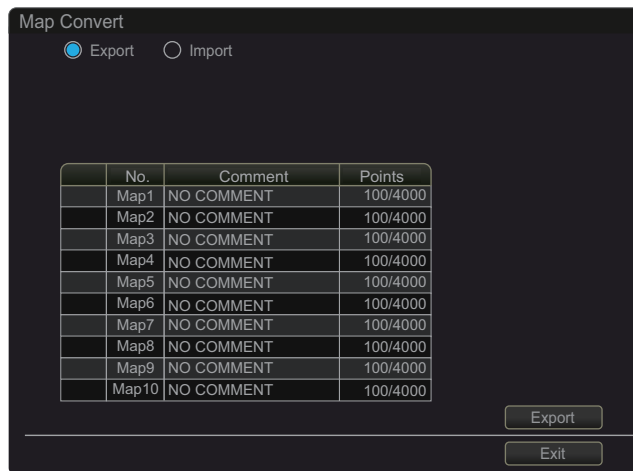 Map Convert
Export Import
No. Comment Points
Map1 NO COMMENT 100/4000
Map2 NO COMMENT 100/4000
Map3 NO COMMENT 100/4000
Map4 NO COMMENT 100/4000
Map5 NO COMMENT 100/4000
Map6 NO COMMENT 100/4000
Map7 NO COMMENT 100/4000
Map8 NO COMMENT 100/4000
Map9 NO COMMENT 100/4000
Map10 NO COMMENT 100/4000
Export
Exit